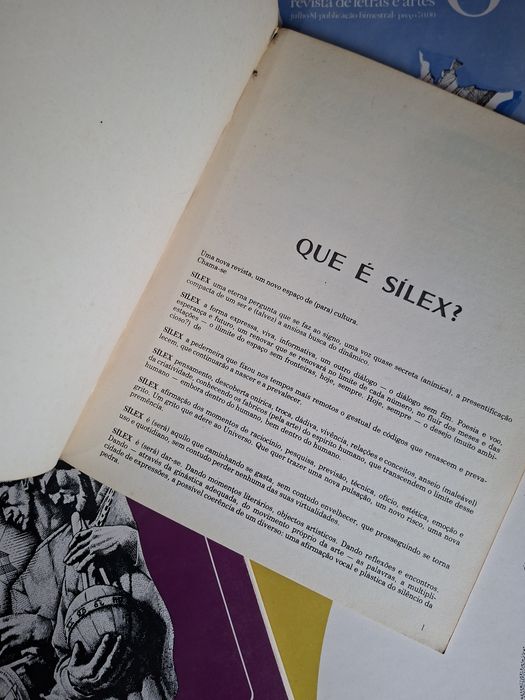 revista de letras e artes
julho 81 · publicação bimestral · preço 70.00
QUE É SÍLEX?
Uma nova revista, um novo espaço de (para) cultura.
Chama-se
SÍLEX uma eterna pergunta que se faz ao signo, uma voz quase secreta (anímica), a presentificação
compacta de um ser e (talvez) a ansiosa busca do dinâmico.
SÍLEX a forma expressa, viva, informativa, um outro diálogo — o diálogo sem fim. Poesia e voo,
esperança e futuro, um renovar que se renovará no limite de cada número, no fluir dos meses e das
estações — o ilimite do espaço sem fronteiras, hoje, sempre. Hoje, sempre — o desejo (muito ambi-
cioso?) de
SÍLEX a pederneira que fixou nos tempos mais remotos o gestual de códigos que renascem e preva-
lecem, que continuarão a nascer e a prevalecer.
SÍLEX pensamento, descoberta onírica, troca, dádiva, vivência, relações e conceitos, anseio (maleável)
da criatividade, conhecendo os fabricos (pela arte) do espírito humano, que transcendem o limite desse
humano — embora dentro do humano, bem dentro do humano.
SÍLEX afirmação dos momentos de raciocínio, pesquisa, previsão, técnica, ofício, estética, emoção e
grito. Um grito que adere ao Universo. Que quer trazer uma nova pulsação, um novo risco, uma nova
premência.
SÍLEX é (será) aquilo que caminhando se gasta, sem contudo envelhecer, que prosseguindo se torna
uso e quotidiano, sem contudo perder nenhuma das suas virtualidades.
SÍLEX é (será) dar-se. Dando momentos literários, objectos artísticos. Dando reflexões e encontros.
Dando — através da ginástica adequada, do movimento próprio da arte —, as palavras, a multipli-
cidade de expressões, a possível coerência de um diverso: uma afirmação vocal e plástica do silêncio da
pedra.
1